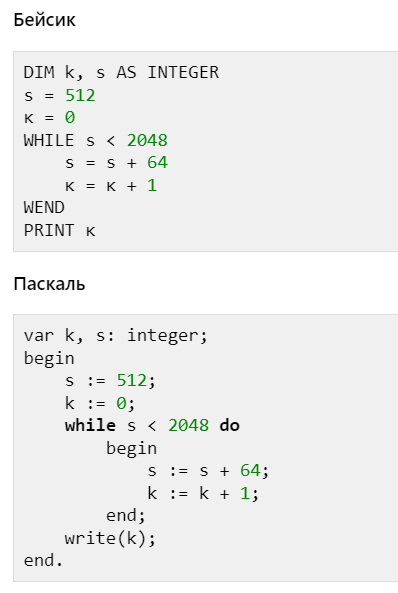 Бейсик
DIM k, s AS INTEGER
s = 512
к = 0
WHILE s < 2048
    s = s + 64
    к = к + 1
WEND
PRINT к
Паскаль
var k, s: integer;
begin
    s := 512;
    k := 0;
    while s < 2048 do
        begin
            s := s + 64;
            k := k + 1;
        end;
    write(k);
end.